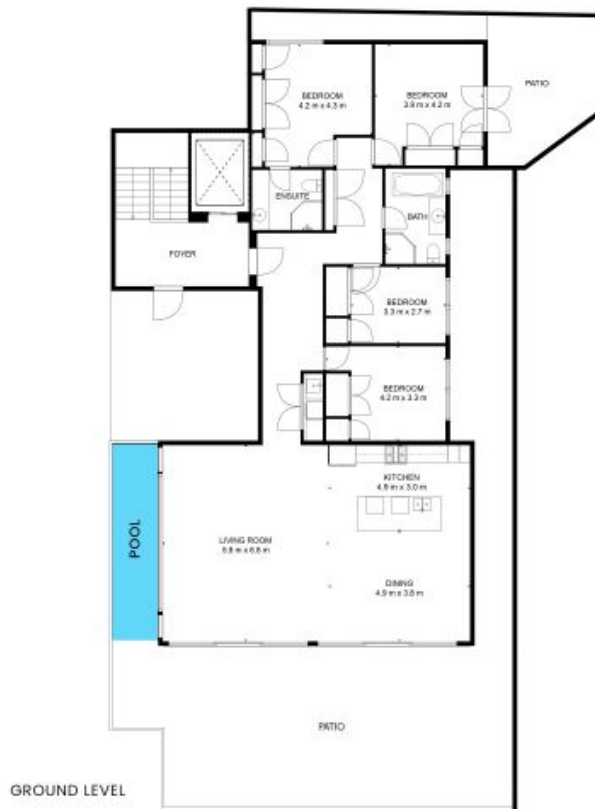 BEDROOM
4.2 m x 4.3 m
BEDROOM
3.8 m x 4.2 m
PATIO
ENSUITE
BATH
FOYER
BEDROOM
3.3 m x 2.7 m
BEDROOM
4.2 m x 3.3 m
KITCHEN
4.9 m x 3.0 m
POOL
LIVING ROOM
5.8 m x 6.8 m
DINING
4.9 m x 3.8 m
PATIO
GROUND LEVEL